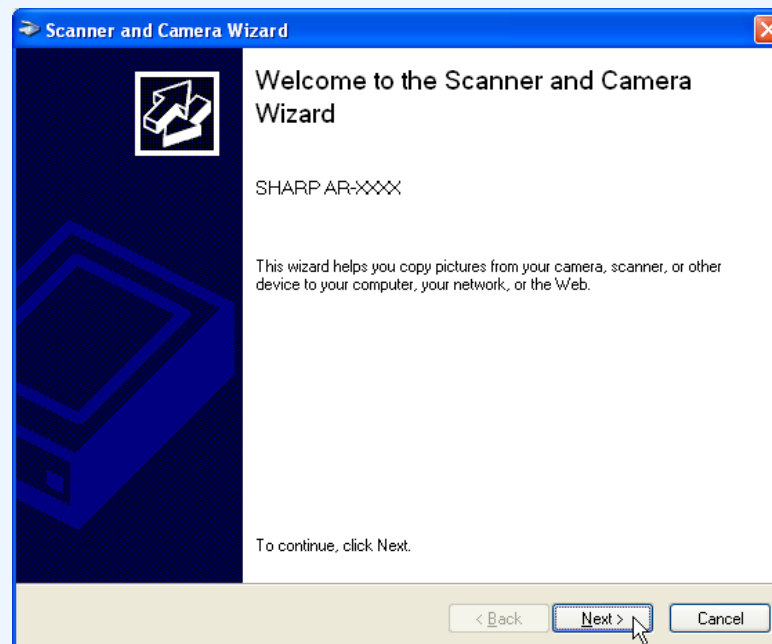 Scanner and Camera Wizard
Welcome to the Scanner and Camera
Wizard
SHARP AR-XXXX
This wizard helps you copy pictures from your camera, scanner, or other
device to your computer, your network, or the Web.
To continue, click Next.
< Back Next > Cancel